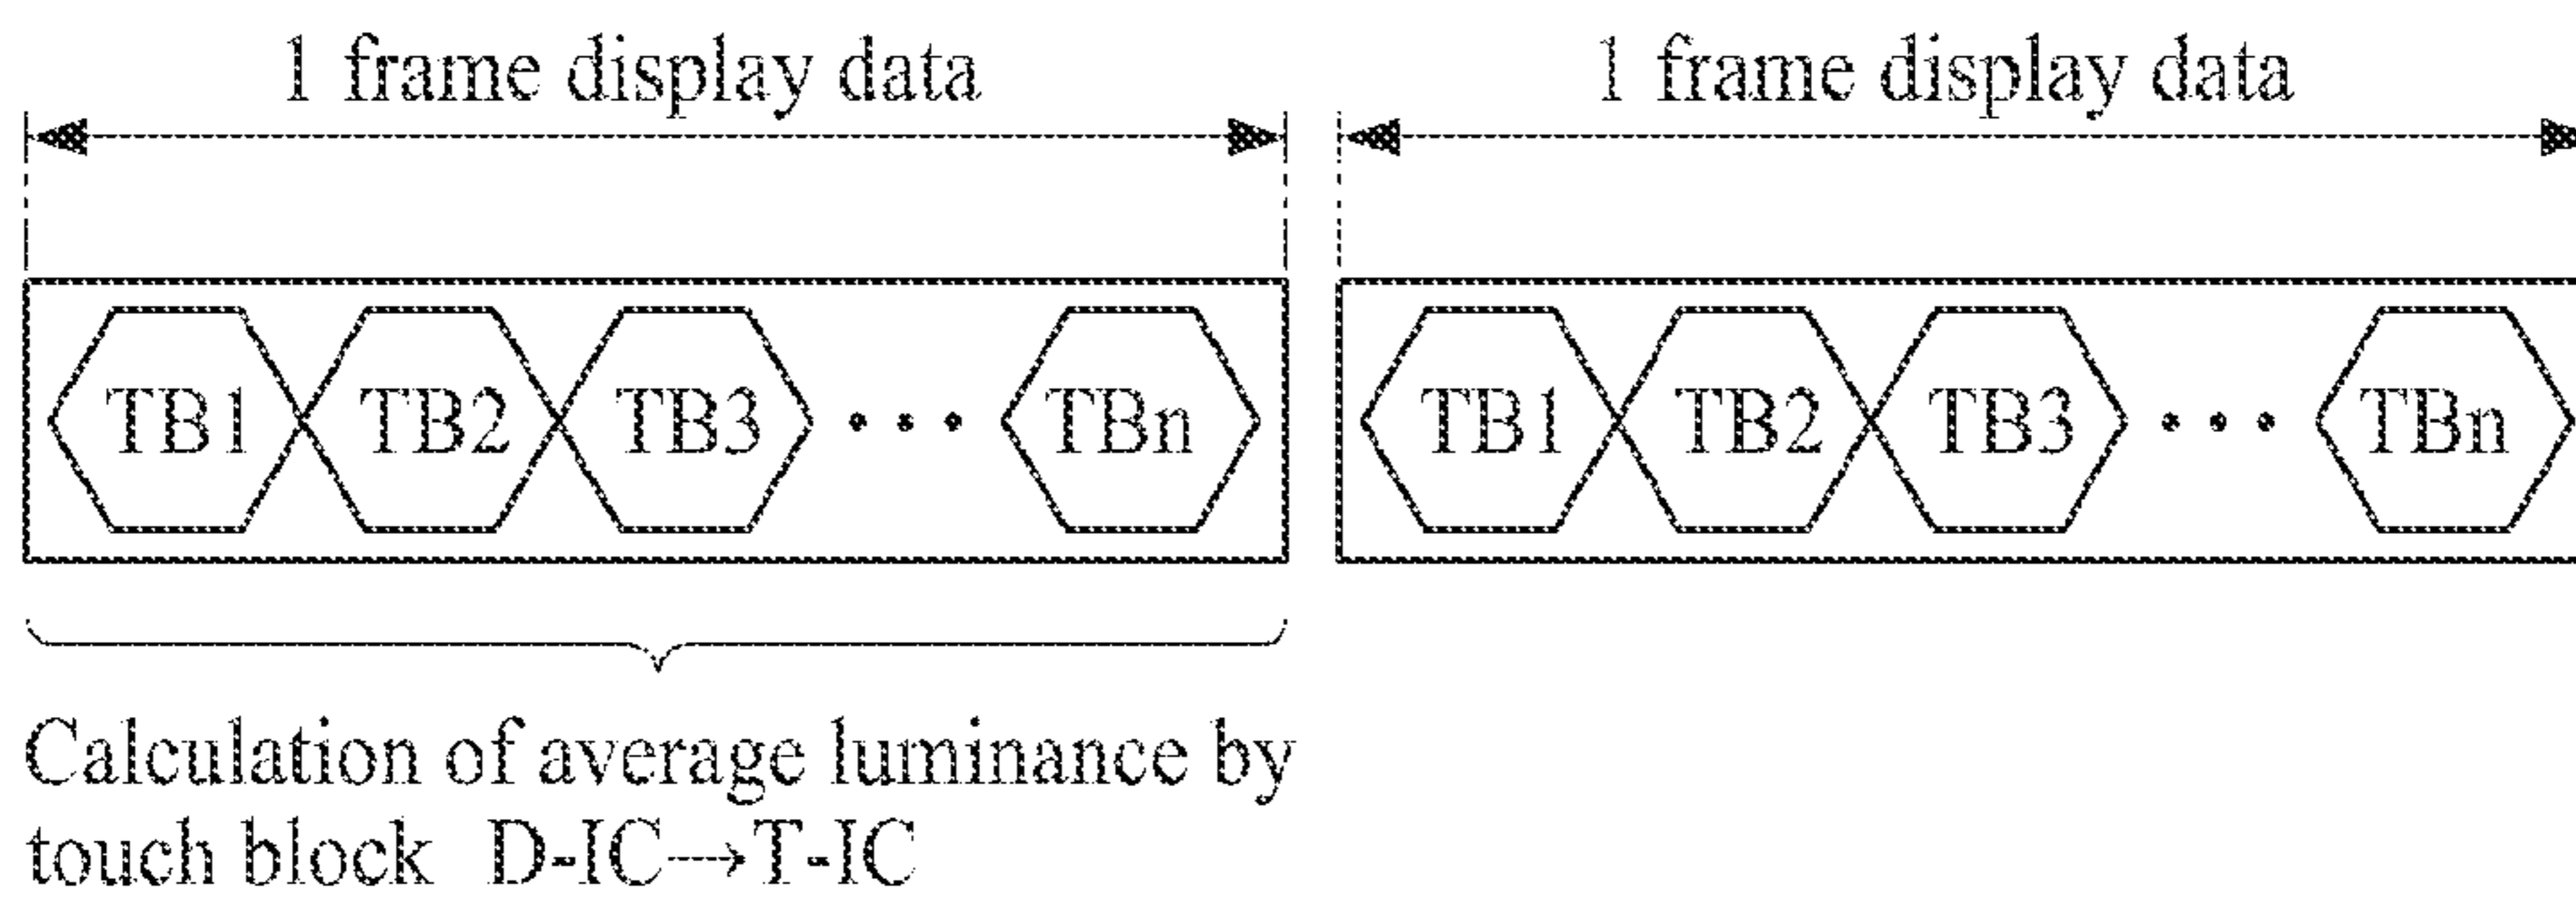 1 frame display data 1 frame display data
TB1 TB2 TB3 ••• TBn TB1 TB2 TB3 ••• TBn
Calculation of average luminance by
touch block D-IC→T-IC